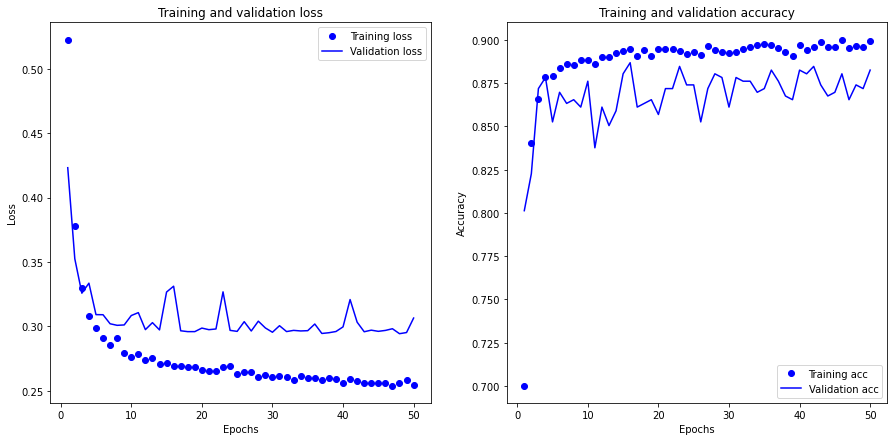 Training and validation loss
Training loss
Validation loss
0.50
0.45
0.40
0.35
0.30
0.25
Loss
0 10 20 30 40 50
Epochs
Training and validation accuracy
0.900
0.875
0.850
0.825
0.800
0.775
0.750
0.725
0.700
Accuracy
Training acc
Validation acc
0 10 20 30 40 50
Epochs